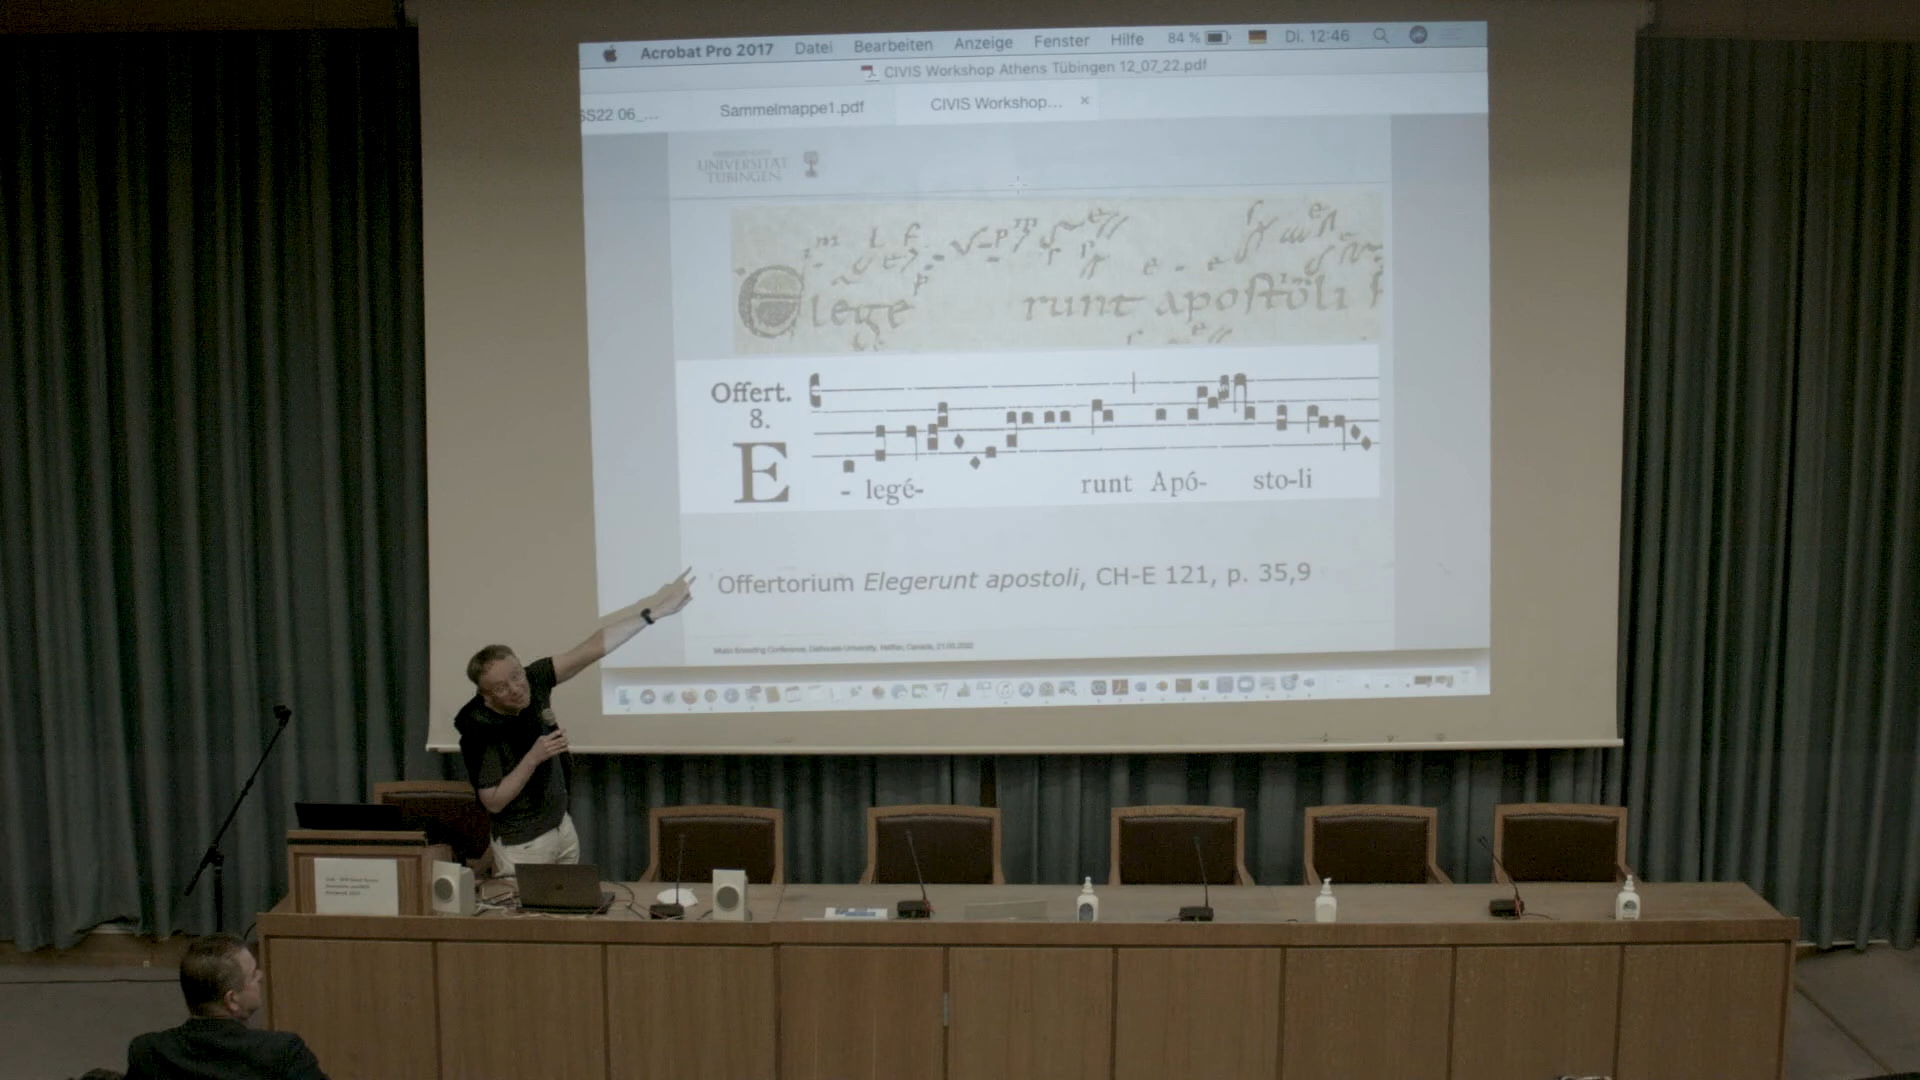 Acrobat Pro 2017 Datei Bearbeiten Anzeige Fenster Hilfe 84 % Di. 12:46
CIVIS Workshop Athens Tübingen 12_07_22.pdf
SS22 06_... Sammelmappe1.pdf CIVIS Workshop... ×
UNIVERSITÄT
TÜBINGEN
Elege runt apostoli
Offert.
8.
E - legé- runt Apó- sto-li
Offertorium Elegerunt apostoli, CH-E 121, p. 35,9